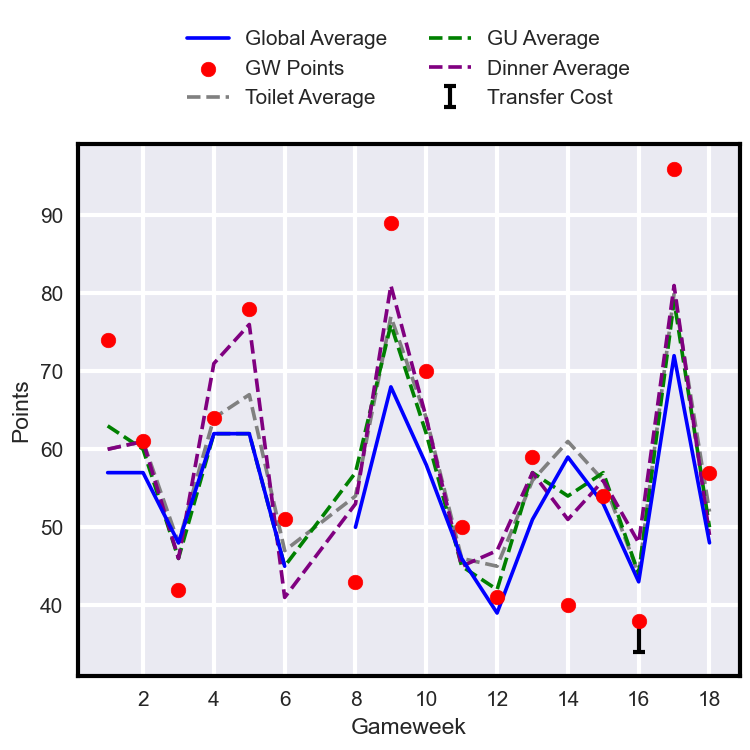 Global Average
GW Points
Toilet Average
GU Average
Dinner Average
Transfer Cost
90
80
70
60
50
40
Points
2 4 6 8 10 12 14 16 18
Gameweek